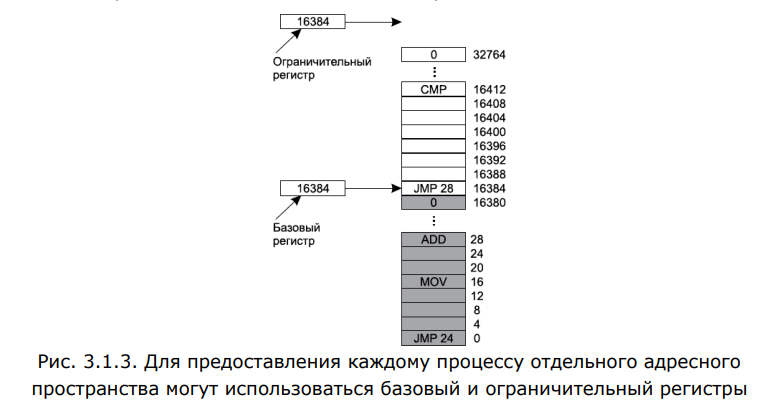 16384
Ограничительный
регистр
0 32764
CMP 16412
16408
16404
16400
16396
16392
16388
16384
JMP 28 16384
0 16380
Базовый
регистр
ADD 28
24
20
MOV 16
12
8
4
JMP 24 0
Рис. 3.1.3. Для предоставления каждому процессу отдельного адресного
пространства могут использоваться базовый и ограничительный регистры